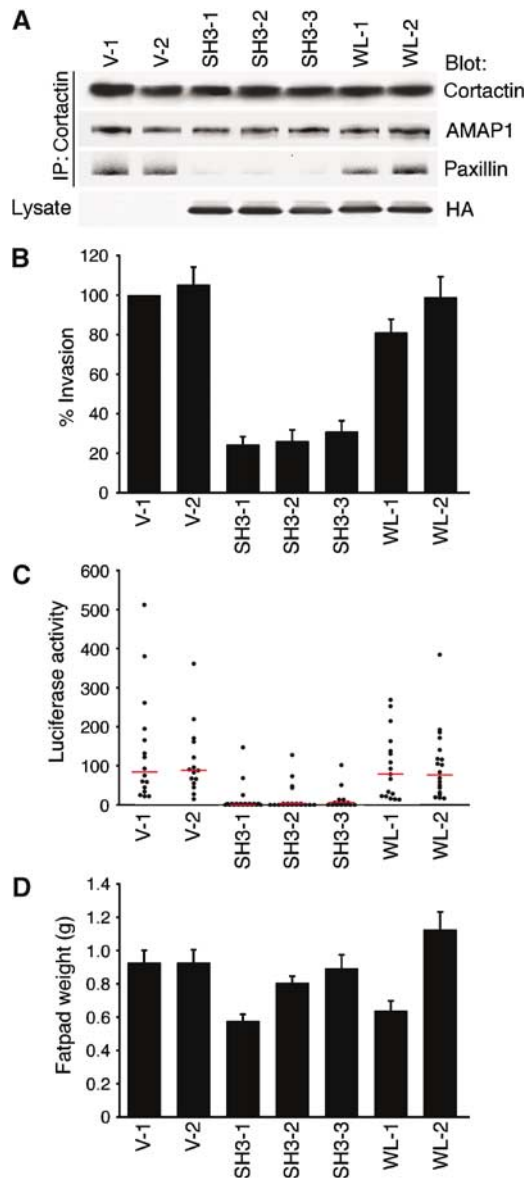 A
V-1
V-2
SH3-1
SH3-2
SH3-3
WL-1
WL-2
Blot:
IP: Cortactin
Cortactin
AMAP1
Paxillin
Lysate
HA
B
% Invasion
120
100
80
60
40
20
0
V-1
V-2
SH3-1
SH3-2
SH3-3
WL-1
WL-2
C
Luciferase activity
600
500
400
300
200
100
0
V-1
V-2
SH3-1
SH3-2
SH3-3
WL-1
WL-2
D
Fatpad weight (g)
1.4
1.2
1.0
0.8
0.6
0.4
0.2
0
V-1
V-2
SH3-1
SH3-2
SH3-3
WL-1
WL-2